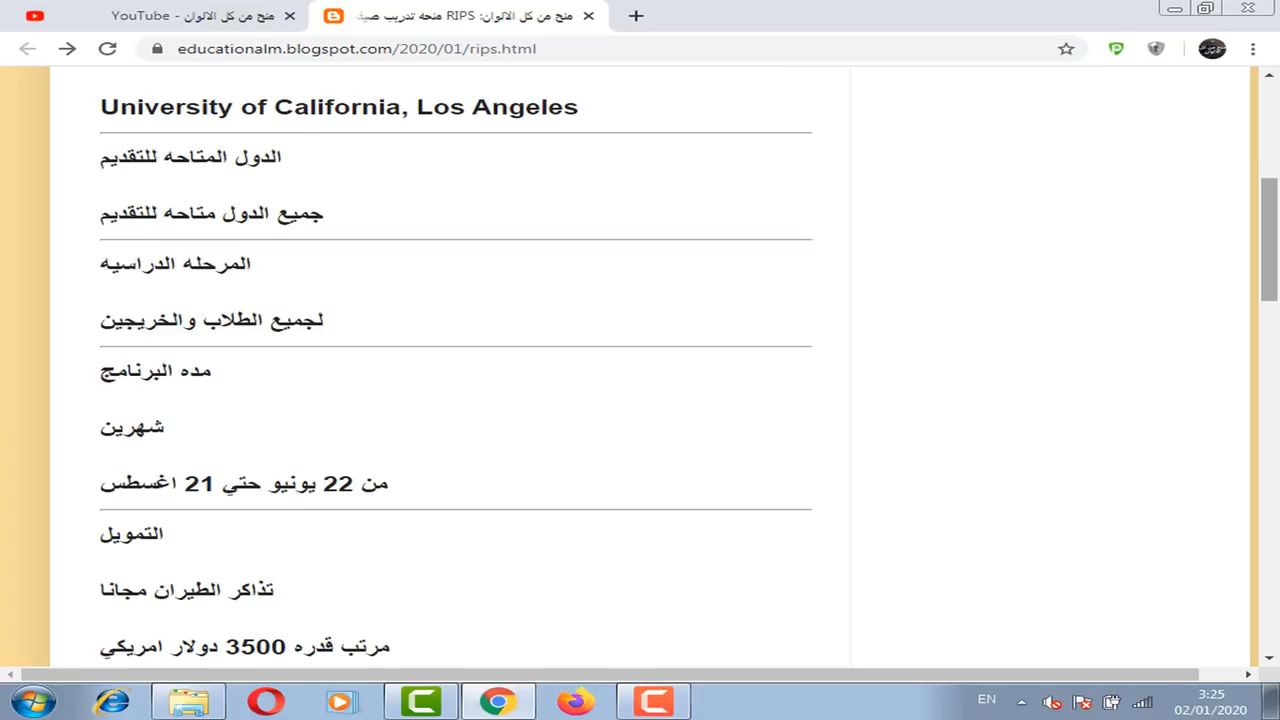 منح من كل الالوان - YouTube
منح من كل الالوان: RIPS منحه تدريب
educationalm.blogspot.com/2020/01/rips.html
University of California, Los Angeles
الدول المتاحه للتقديم
جميع الدول متاحه للتقديم
المرحله الدراسيه
لجميع الطلاب والخريجين
مده البرنامج
شهرين
من 22 يونيو حتي 21 اغسطس
التمويل
تذاكر الطيران مجانا
مرتب قدره 3500 دولار امريكي
EN
3:25
02/01/2020